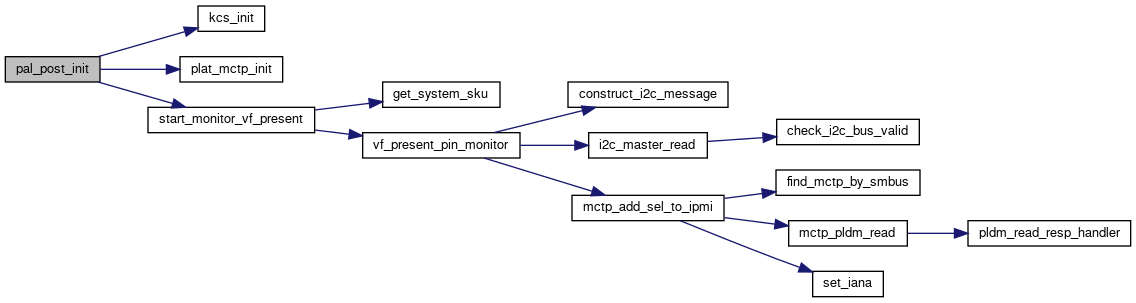 kcs_init
pal_post_init
plat_mctp_init
start_monitor_vf_present
get_system_sku
vf_present_pin_monitor
construct_i2c_message
i2c_master_read
mctp_add_sel_to_ipmi
check_i2c_bus_valid
find_mctp_by_smbus
mctp_pldm_read
set_iana
pldm_read_resp_handler